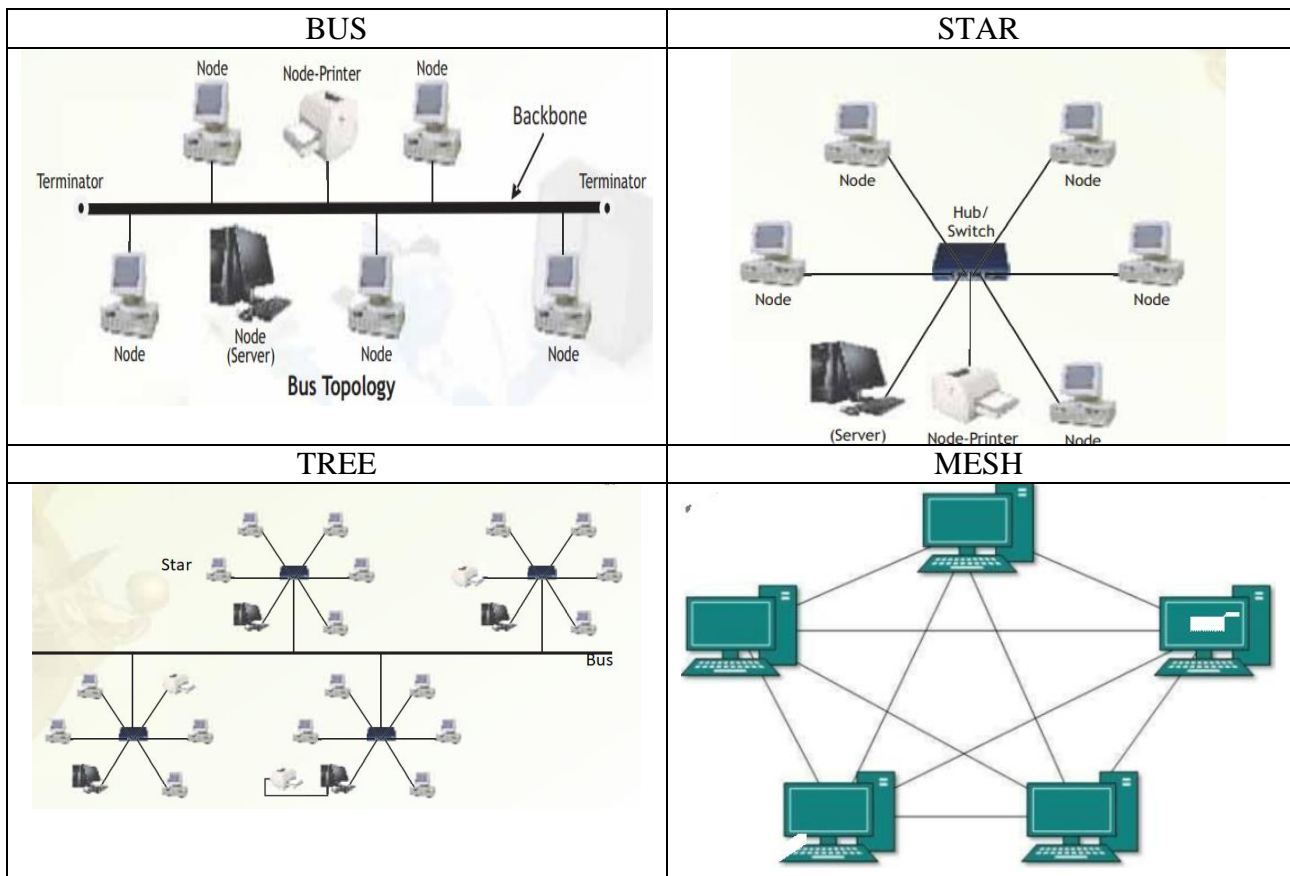 BUS
Node
Node-Printer
Node
Backbone
Terminator
Terminator
Node
Node
(Server)
Node
Node
Bus Topology
STAR
Node
Node
Hub/
Switch
Node
Node
(Server)
Node-Printer
Node
TREE
Star
Bus
MESH